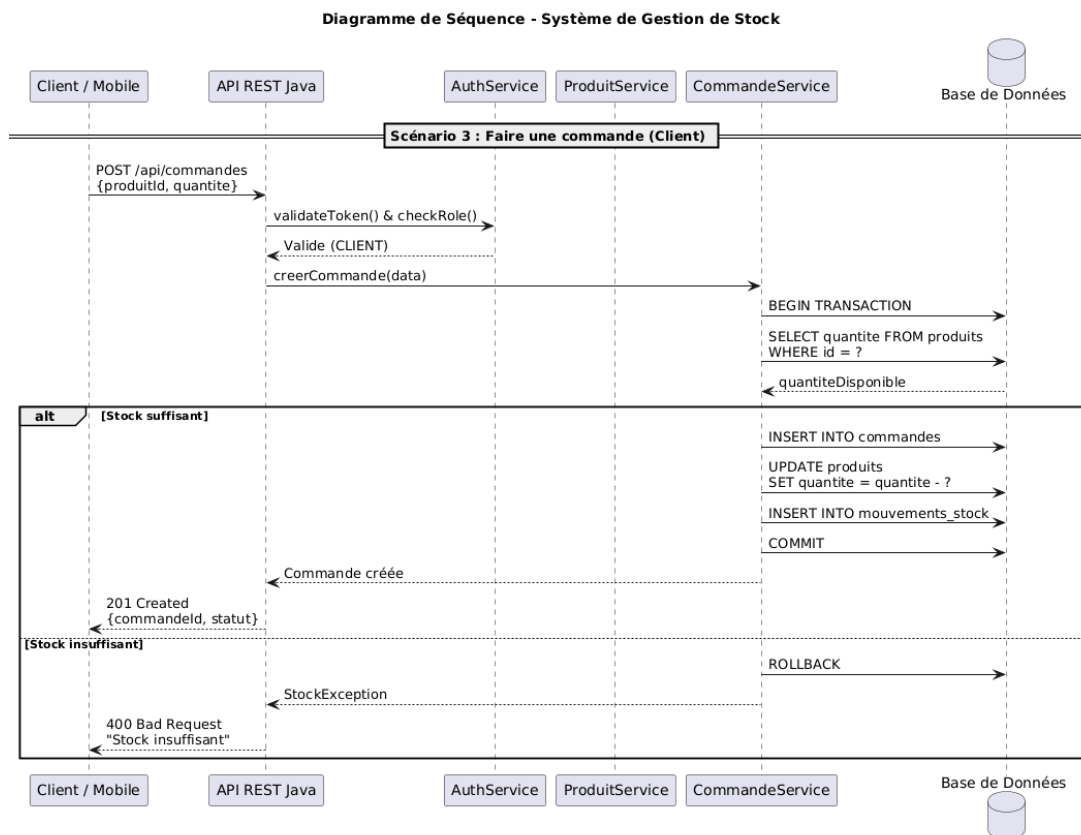 Diagramme de Séquence - Système de Gestion de Stock
Client / Mobile
API REST Java
AuthService
ProduitService
CommandeService
Base de Données
Scénario 3 : Faire une commande (Client)
POST /api/commandes
{produitId, quantite}
validateToken() & checkRole()
Valide (CLIENT)
creerCommande(data)
BEGIN TRANSACTION
SELECT quantite FROM produits
WHERE id = ?
quantiteDisponible
alt
[Stock suffisant]
INSERT INTO commandes
UPDATE produits
SET quantite = quantite - ?
INSERT INTO mouvements_stock
COMMIT
Commande créée
201 Created
{commandeId, statut}
[Stock insuffisant]
ROLLBACK
StockException
400 Bad Request
"Stock insuffisant"
Client / Mobile
API REST Java
AuthService
ProduitService
CommandeService
Base de Données